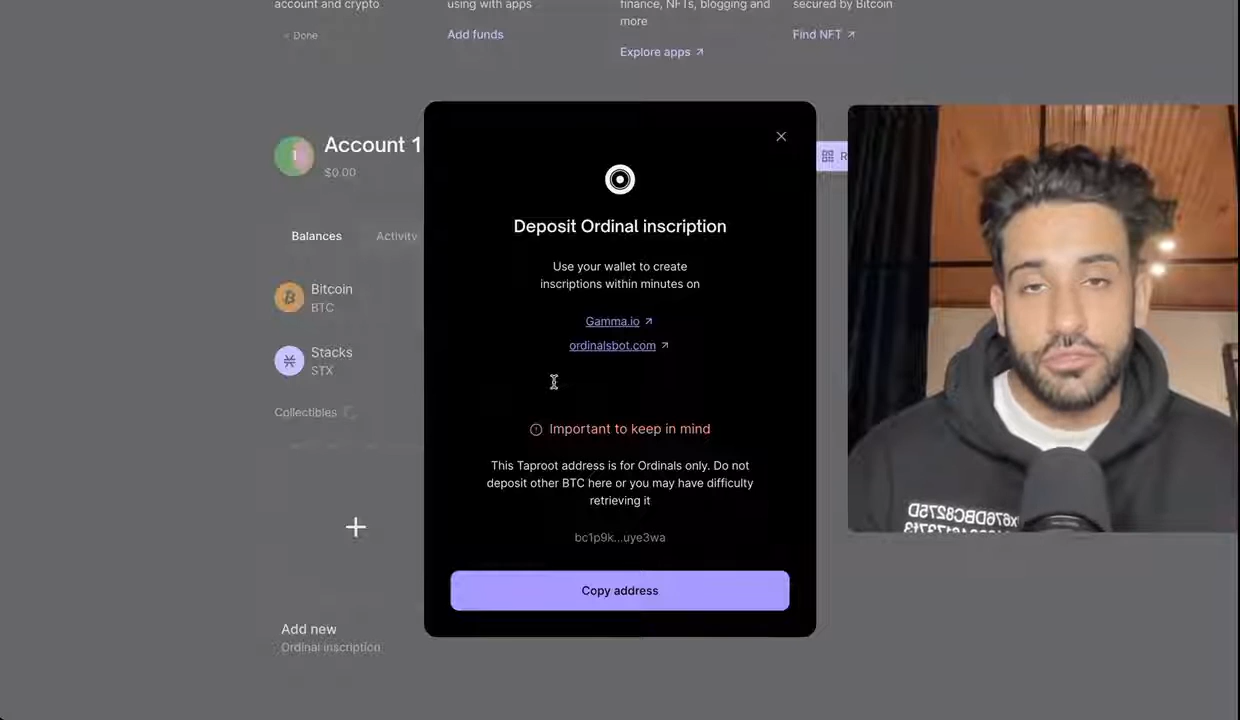 account and crypto
using with apps
finance, NFTs, blogging and
more
secured by Bitcoin
Done
Add funds
Explore apps
Find NFT
Account 1
$0.00
R
Balances
Activity
Bitcoin
BTC
Stacks
STX
Collectibles
Add new
Ordinal inscription
Deposit Ordinal inscription
Use your wallet to create
inscriptions within minutes on
Gamma.io
ordinalsbot.com
Important to keep in mind
This Taproot address is for Ordinals only. Do not
deposit other BTC here or you may have difficulty
retrieving it
bc1p9k...uye3wa
Copy address